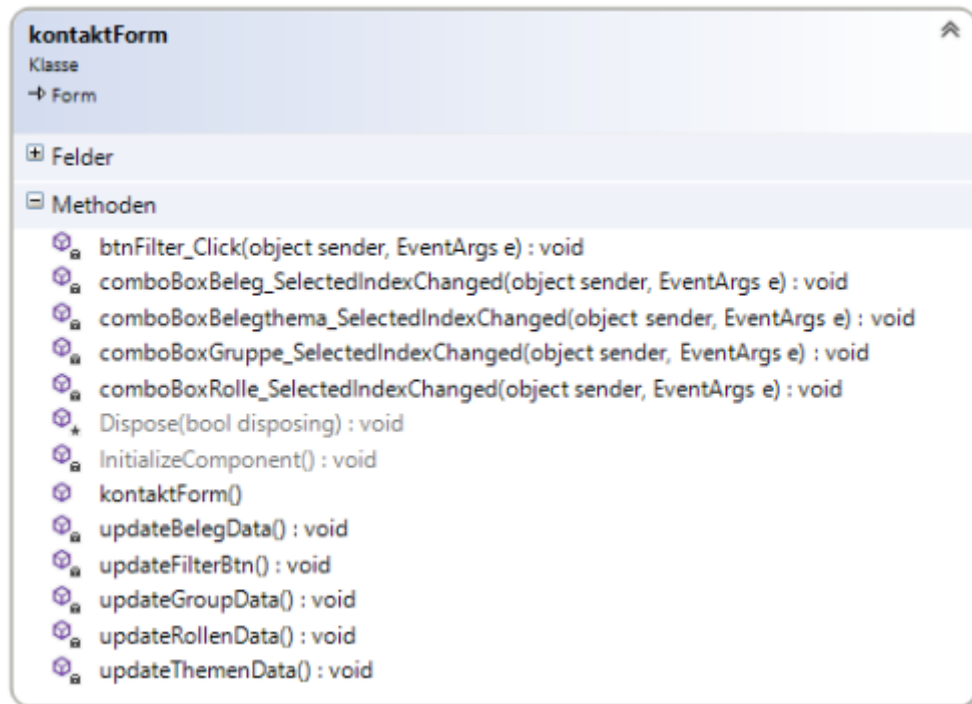 kontaktForm
Klasse
Form
Felder
Methoden
btnFilter_Click(object sender, EventArgs e) : void
comboBoxBeleg_SelectedIndexChanged(object sender, EventArgs e) : void
comboBoxBelegthema_SelectedIndexChanged(object sender, EventArgs e) : void
comboBoxGruppe_SelectedIndexChanged(object sender, EventArgs e) : void
comboBoxRolle_SelectedIndexChanged(object sender, EventArgs e) : void
Dispose(bool disposing) : void
InitializeComponent() : void
kontaktForm()
updateBelegData() : void
updateFilterBtn() : void
updateGroupData() : void
updateRollenData() : void
updateThemenData() : void